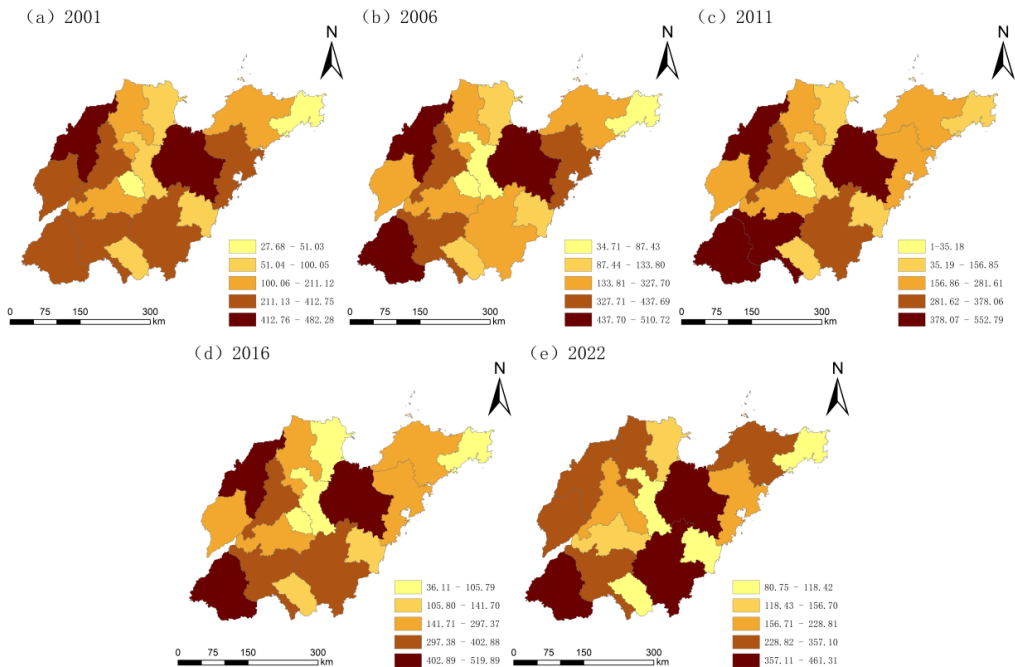 (a) 2001
(b) 2006
(c) 2011
N
N
N
27.68 - 51.03
51.04 - 100.05
100.06 - 211.12
211.13 - 412.75
412.76 - 482.28
0 75 150 300
km
34.71 - 87.43
87.44 - 133.80
133.81 - 327.70
327.71 - 437.69
437.70 - 510.72
0 75 150 300
km
1-35.18
35.19 - 156.85
156.86 - 281.61
281.62 - 378.06
378.07 - 552.79
0 75 150 300
km
(d) 2016
(e) 2022
N
N
36.11 - 105.79
105.80 - 141.70
141.71 - 297.37
297.38 - 402.88
402.89 - 519.89
0 75 150 300
km
80.75 - 118.42
118.43 - 156.70
156.71 - 228.81
228.82 - 357.10
357.11 - 461.31
0 75 150 300
km